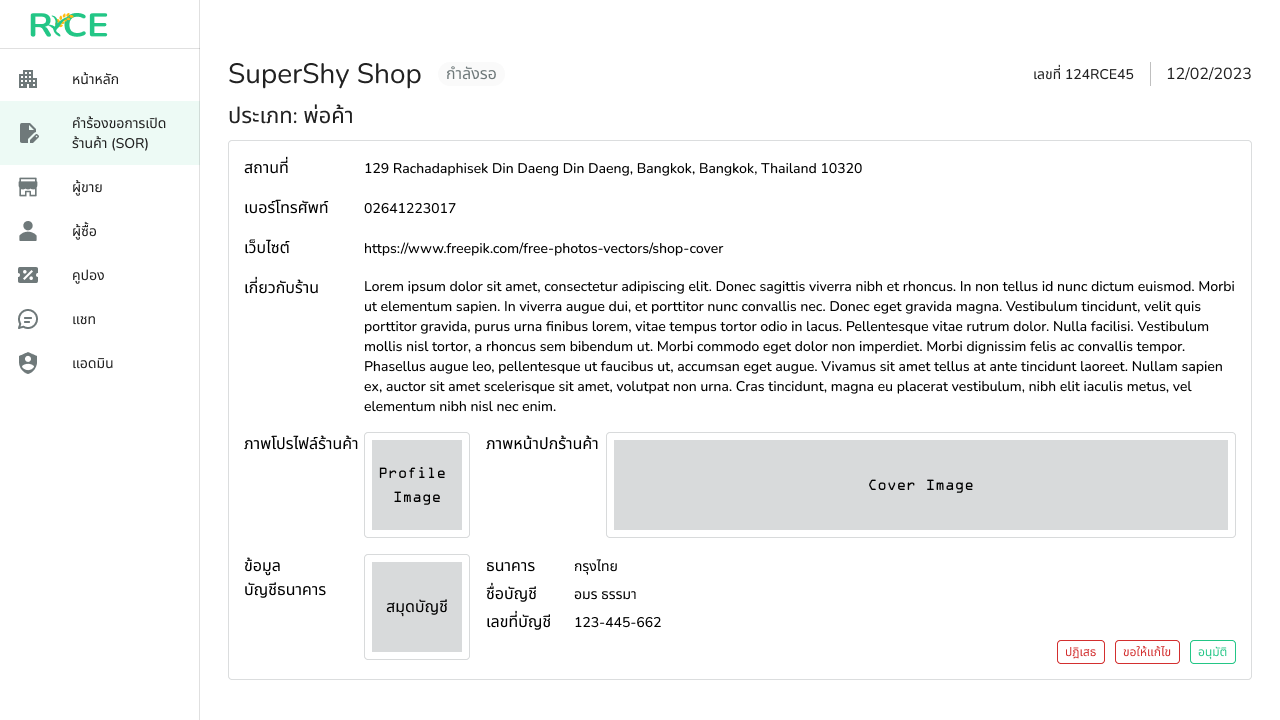 RYCE
หน้าหลัก
คำร้องขอการเปิด
ร้านค้า (SOR)
ผู้ขาย
ผู้ซื้อ
คูปอง
แชท
แอดมิน
SuperShy Shop กำลังรอ
เลขที่ 124RCE45 12/02/2023
ประเภท: พ่อค้า
สถานที่ 129 Rachadaphisek Din Daeng Din Daeng, Bangkok, Bangkok, Thailand 10320
เบอร์โทรศัพท์ 02641223017
เว็บไซต์ https://www.freepik.com/free-photos-vectors/shop-cover
เกี่ยวกับร้าน Lorem ipsum dolor sit amet, consectetur adipiscing elit. Donec sagittis viverra nibh et rhoncus. In non tellus id nunc dictum euismod. Morbi
ut elementum sapien. In viverra augue dui, et porttitor nunc convallis nec. Donec eget gravida magna. Vestibulum tincidunt, velit quis
porttitor gravida, purus urna finibus lorem, vitae tempus tortor odio in lacus. Pellentesque vitae rutrum dolor. Nulla facilisi. Vestibulum
mollis nisl tortor, a rhoncus sem bibendum ut. Morbi commodo eget dolor non imperdiet. Morbi dignissim felis ac convallis tempor.
Phasellus augue leo, pellentesque ut faucibus ut, accumsan eget augue. Vivamus sit amet tellus at ante tincidunt laoreet. Nullam sapien
ex, auctor sit amet scelerisque sit amet, volutpat non urna. Cras tincidunt, magna eu placerat vestibulum, nibh elit iaculis metus, vel
elementum nibh nisl nec enim.
ภาพโปรไฟล์ร้านค้า
Profile
Image
ภาพหน้าปกร้านค้า
Cover Image
ข้อมูล
บัญชีธนาคาร
สมุดบัญชี
ธนาคาร กรุงไทย
ชื่อบัญชี อมร ธรรมา
เลขที่บัญชี 123-445-662
ปฎิเสธ ขอให้แก้ไข อนุมัติ